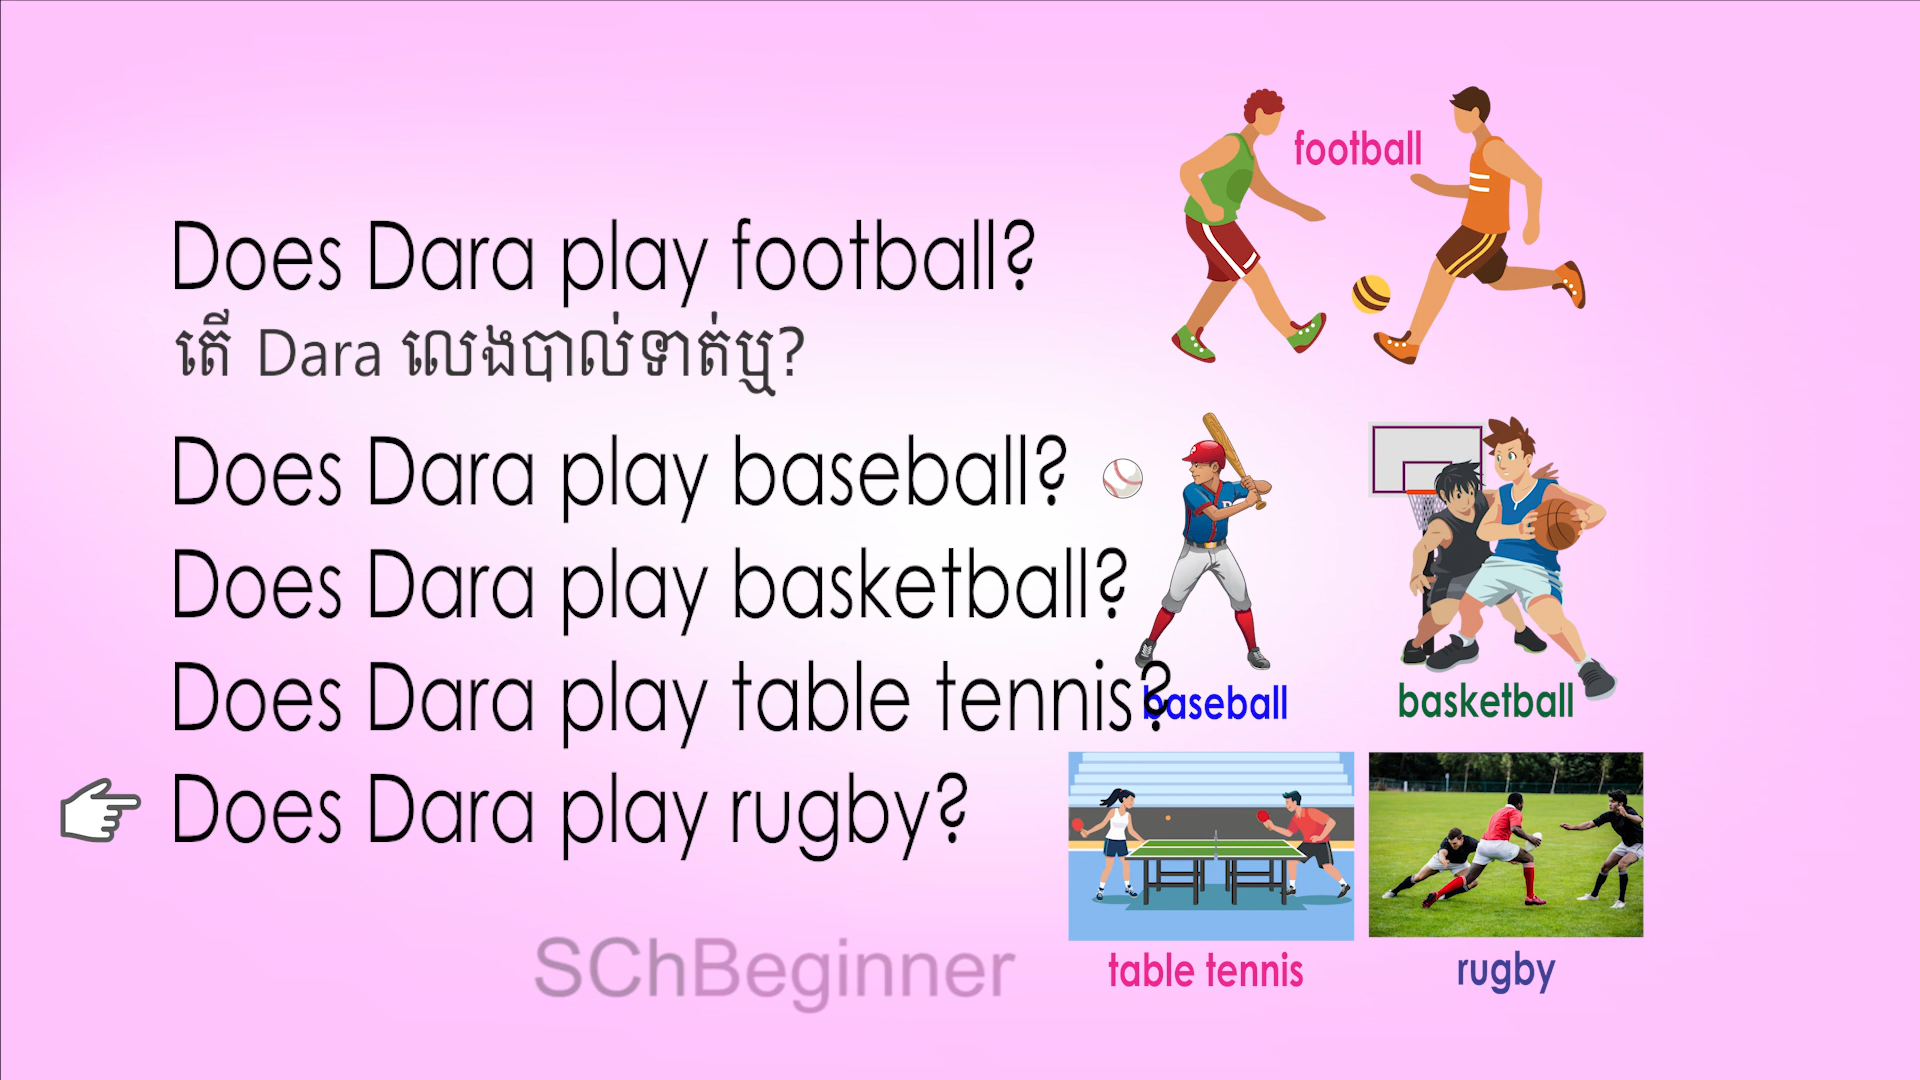 Does Dara play football?
តើ Dara លេងបាល់ទាត់ឬ?
Does Dara play baseball?
Does Dara play basketball?
Does Dara play table tennis?
Does Dara play rugby?
football
baseball
basketball
table tennis
rugby
SChBeginner